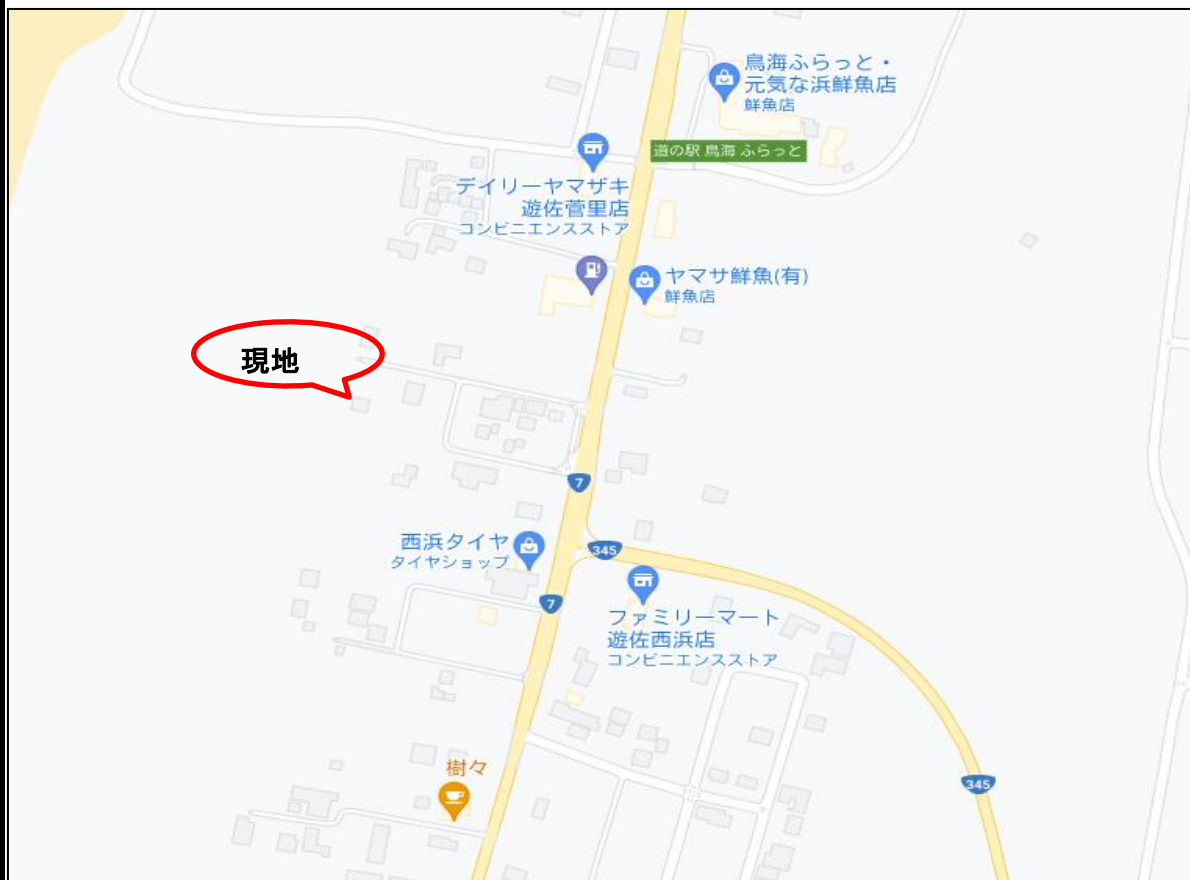 鳥海ふらっと・
元気な浜鮮魚店
鮮魚店
道の駅 鳥海 ふらっと
デイリーヤマザキ
遊佐菅里店
コンビニエンスストア
ヤマサ鮮魚(有)
鮮魚店
現地
7
西浜タイヤ
タイヤショップ
345
7
ファミリーマート
遊佐西浜店
コンビニエンスストア
樹々
345